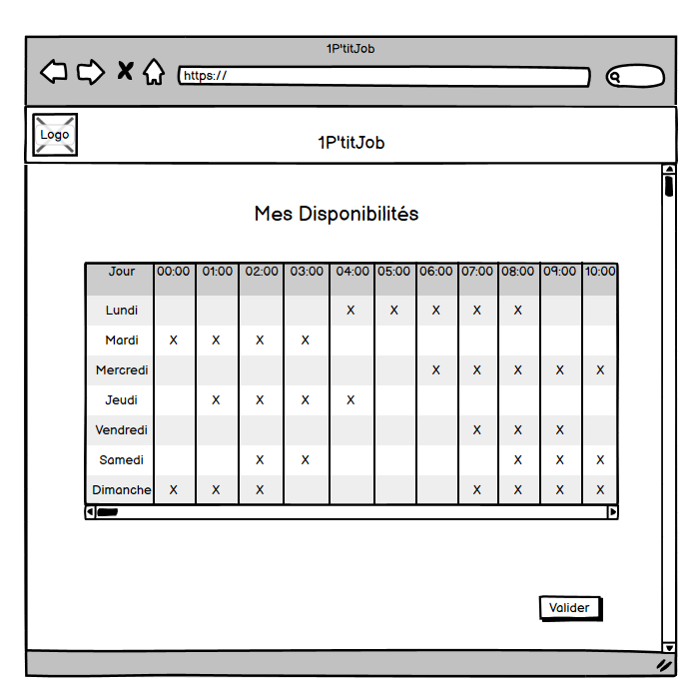 1P'titJob
https://
Logo
1P'titJob
Mes Disponibilités
Jour 00:00 01:00 02:00 03:00 04:00 05:00 06:00 07:00 08:00 09:00 10:00
Lundi X X X X X
Mardi X X X X
Mercredi X X X X X
Jeudi X X X X
Vendredi X X X
Samedi X X X X X
Dimanche X X X X X X X
Valider